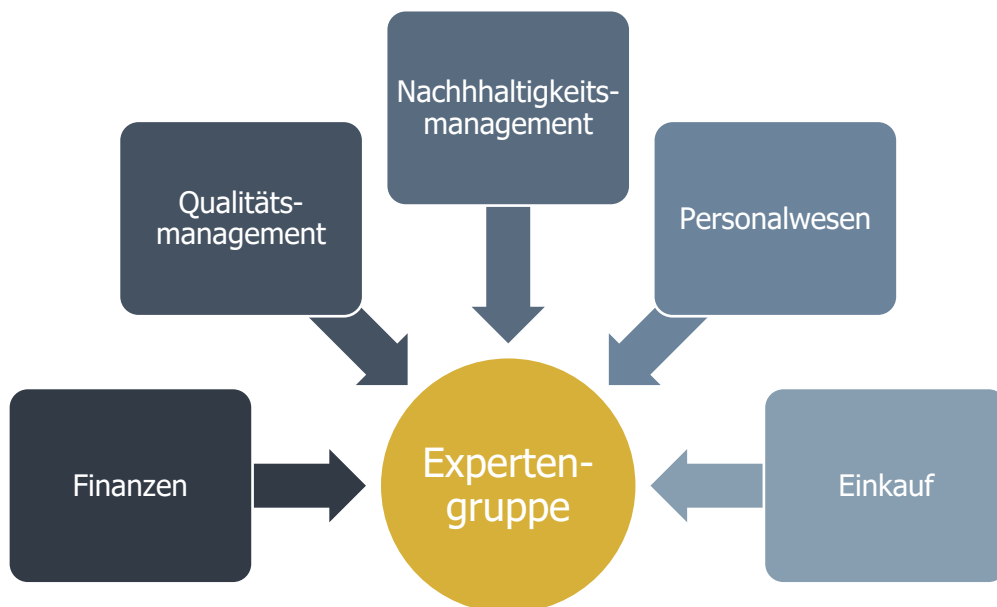 Nachhhaltigkeits-
management
Qualitäts-
management
Personalwesen
Finanzen
Experten-
gruppe
Einkauf